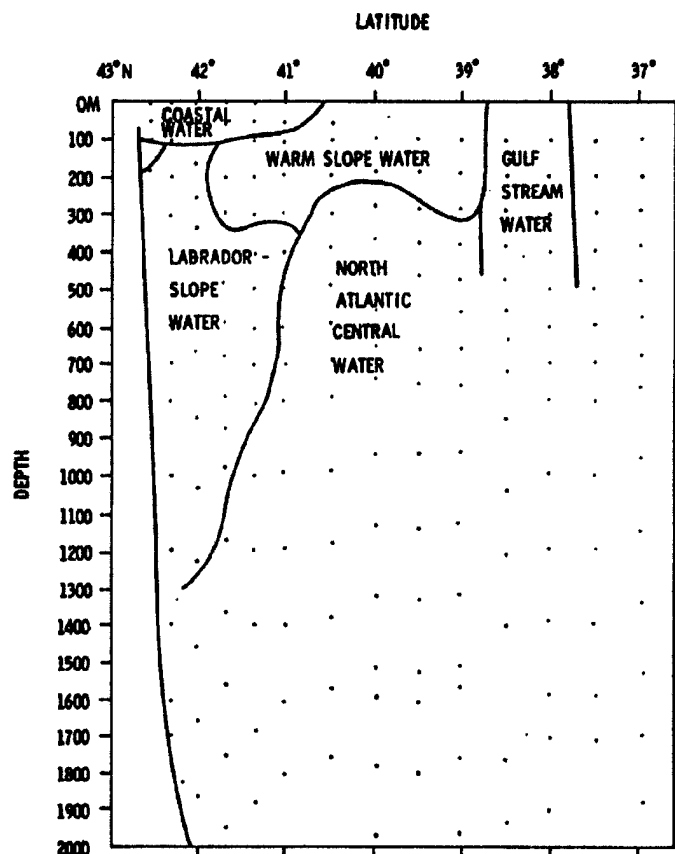 LATITUDE
43°N 42° 41° 40° 39° 38° 37°
0M
COASTAL
WATER
100
WARM SLOPE WATER
GULF
200
STREAM
300
WATER
400
LABRADOR
NORTH
500
SLOPE
ATLANTIC
600
WATER
CENTRAL
700
WATER
800
900
DEPTH
1000
1100
1200
1300
1400
1500
1600
1700
1800
1900
2000